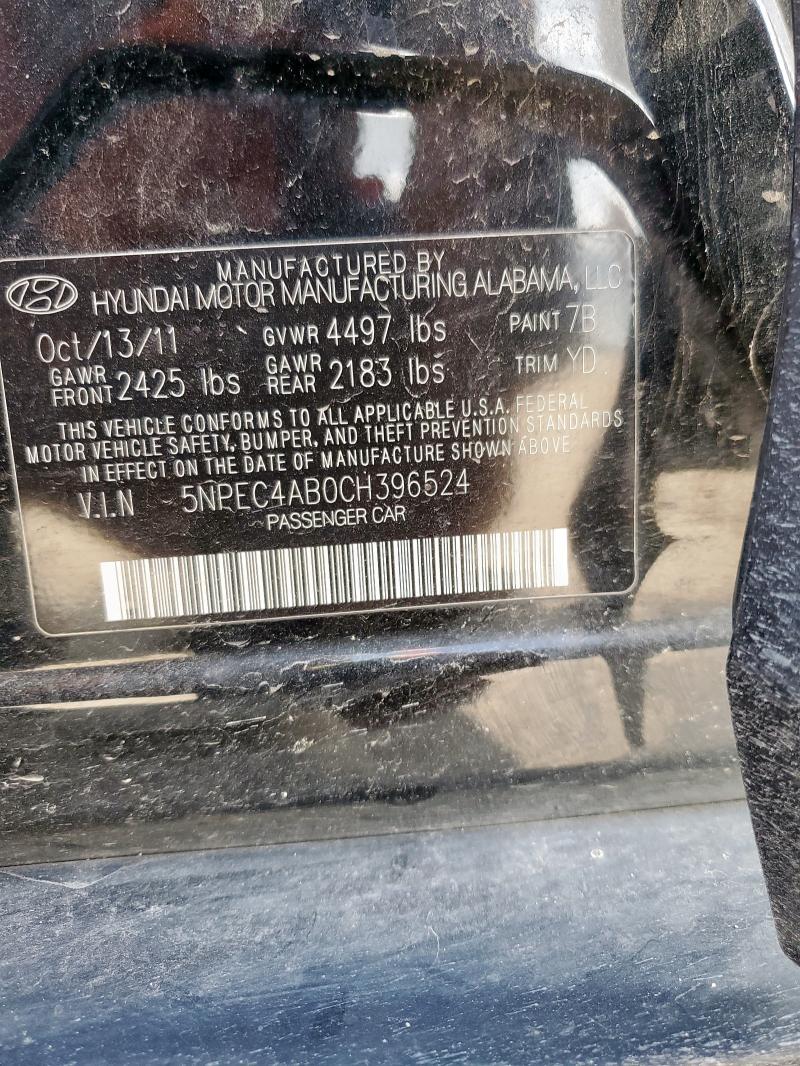 MANUFACTURED BY
HYUNDAI MOTOR MANUFACTURING ALABAMA, LLC
Oct/13/11 GVWR 4497 lbs PAINT 7B
GAWR FRONT 2425 lbs GAWR REAR 2183 lbs TRIM YD
THIS VEHICLE CONFORMS TO ALL APPLICABLE U.S.A. FEDERAL
MOTOR VEHICLE SAFETY, BUMPER, AND THEFT PREVENTION STANDARDS
IN EFFECT ON THE DATE OF MANUFACTURE SHOWN ABOVE
V.I.N 5NPEC4AB0CH396524
PASSENGER CAR